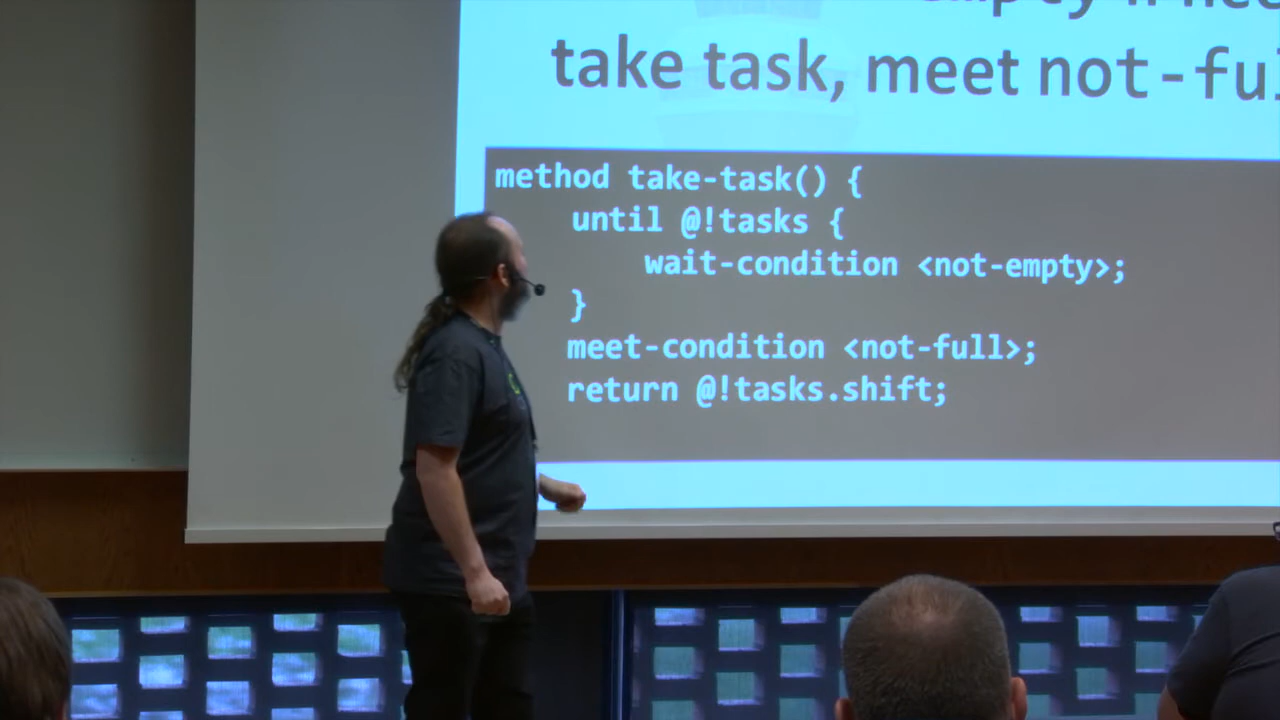 take task, meet not-ful
method take-task() {
until @!tasks {
wait-condition <not-empty>;
}
meet-condition <not-full>;
return @!tasks.shift;